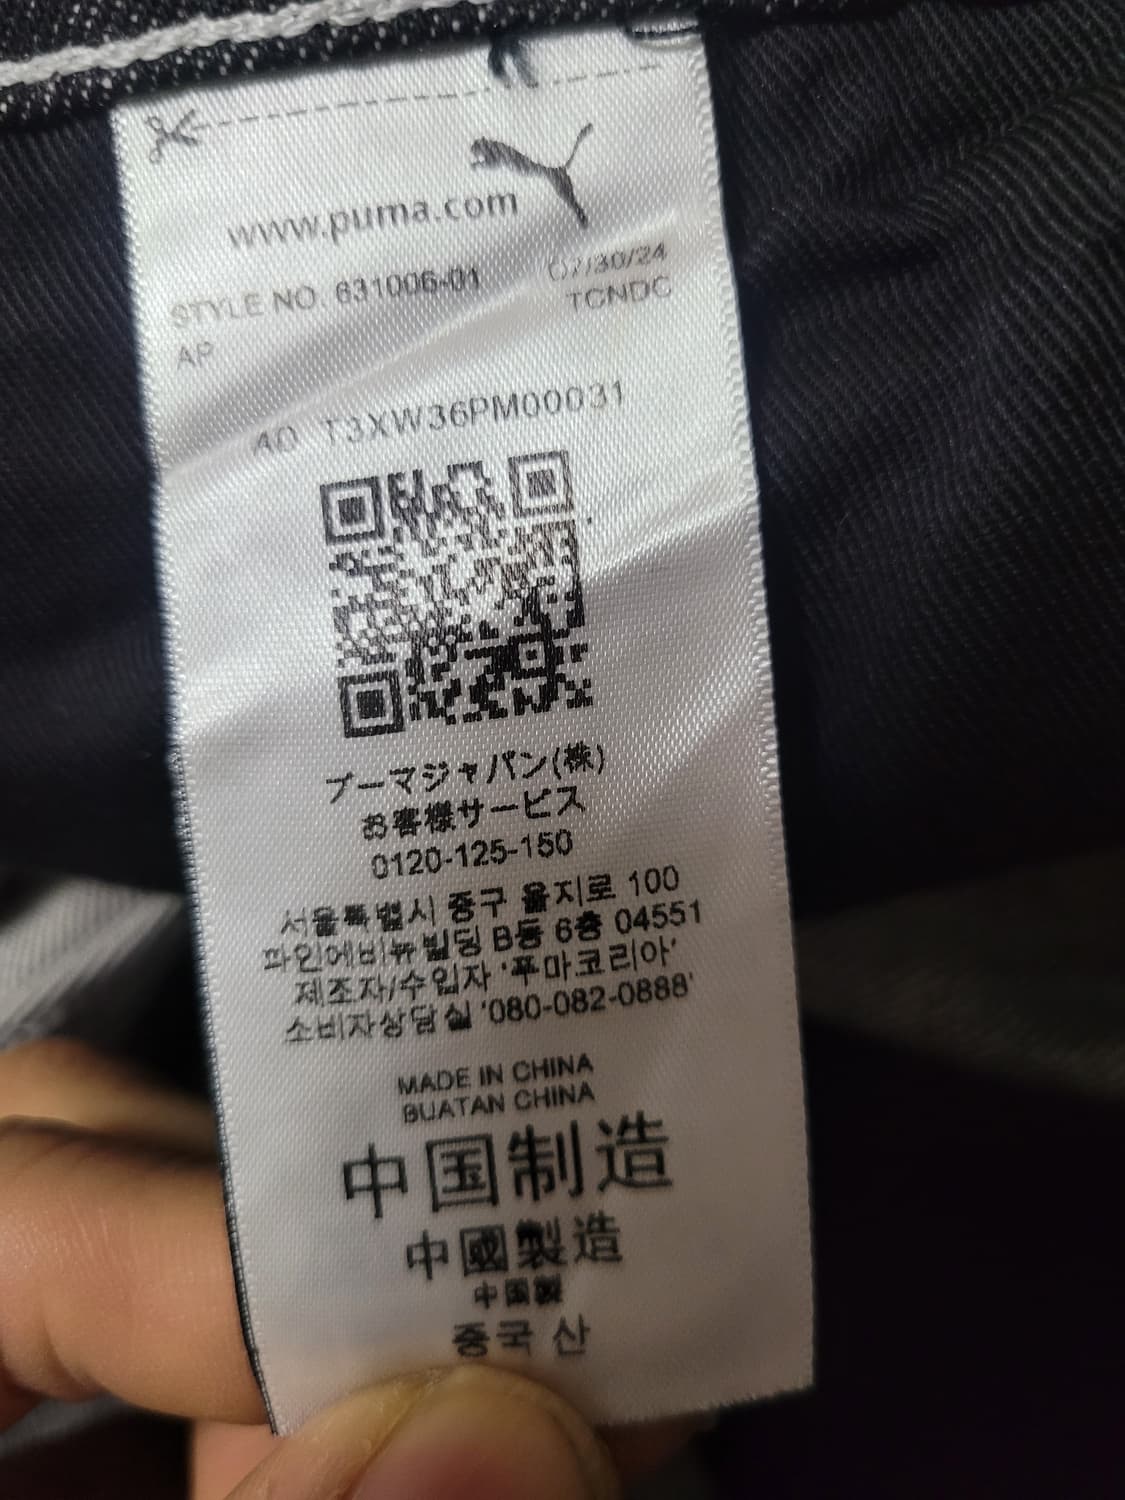 www.puma.com
STYLE NO. 631006-01
07/30/24
AP
TCNDC
AO T3XW36PM00031
プーマジャパン(株)
お客様サービス
0120-125-150
서울특별시 중구 을지로 100
파인에비뉴빌딩 B동 6층 04551
제조자/수입자 '푸마코리아'
소비자상담실 '080-082-0888'
MADE IN CHINA
BUATAN CHINA
中国制造
中國製造
中国製
중국 산